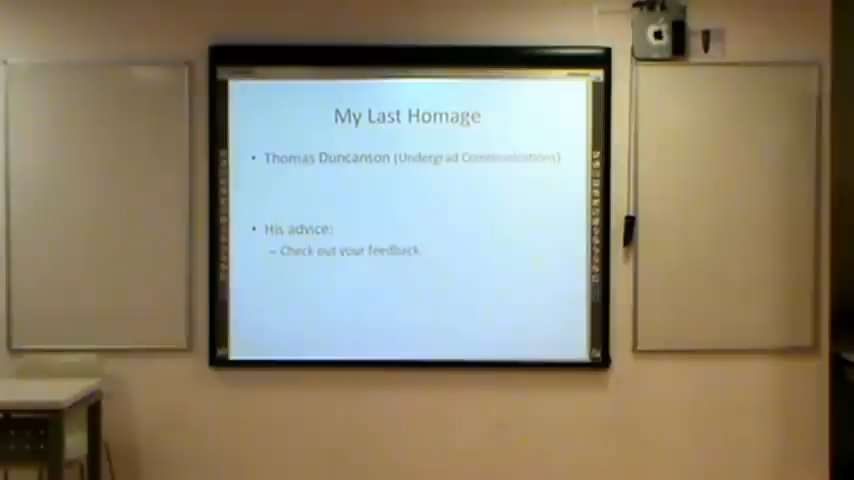 My Last Homage
• Thomas Duncanson (Undergrad Communications)
• His advice:
– Check out your feedback